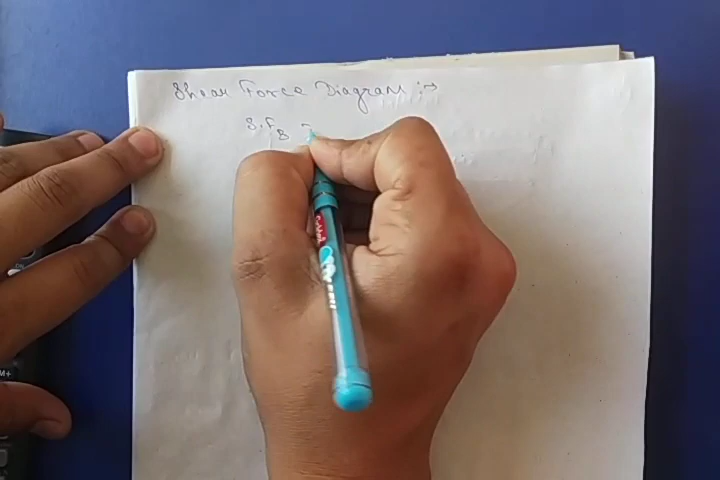 Shear Force Diagram :→
S.F B =
M+